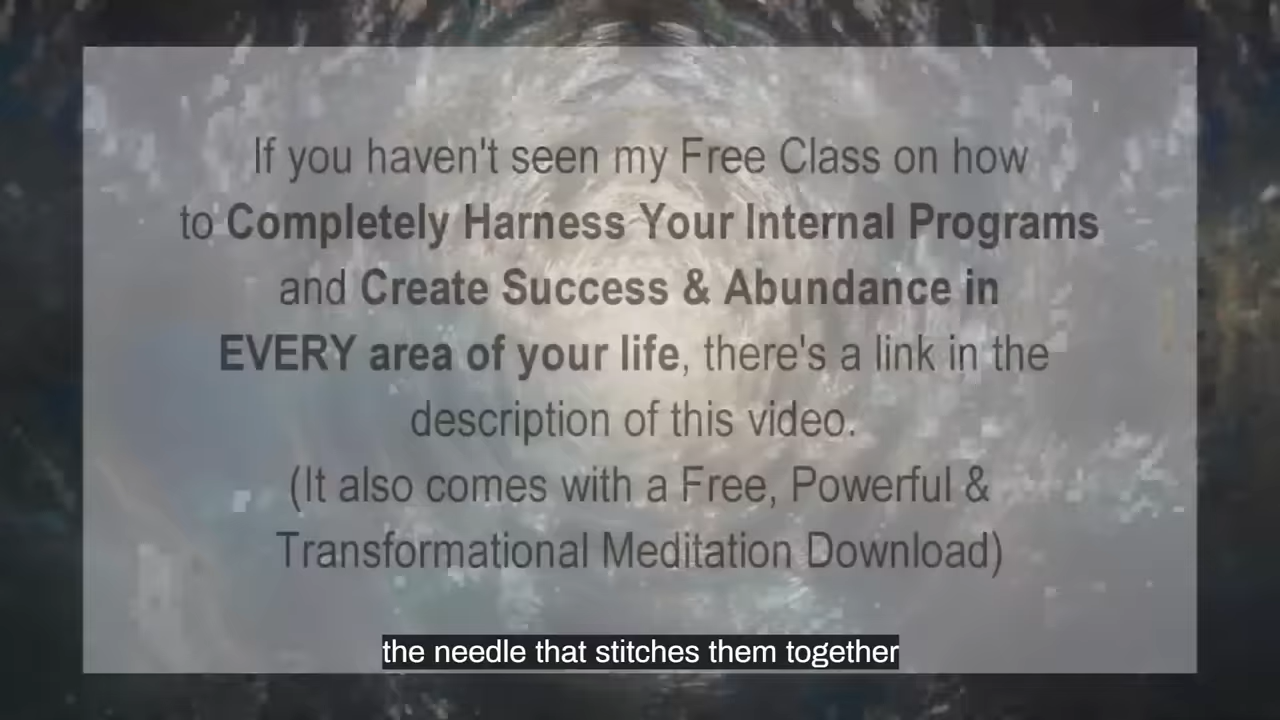 If you haven't seen my Free Class on how
to Completely Harness Your Internal Programs
and Create Success & Abundance in
EVERY area of your life, there's a link in the
description of this video.
(It also comes with a Free, Powerful &
Transformational Meditation Download)
the needle that stitches them together